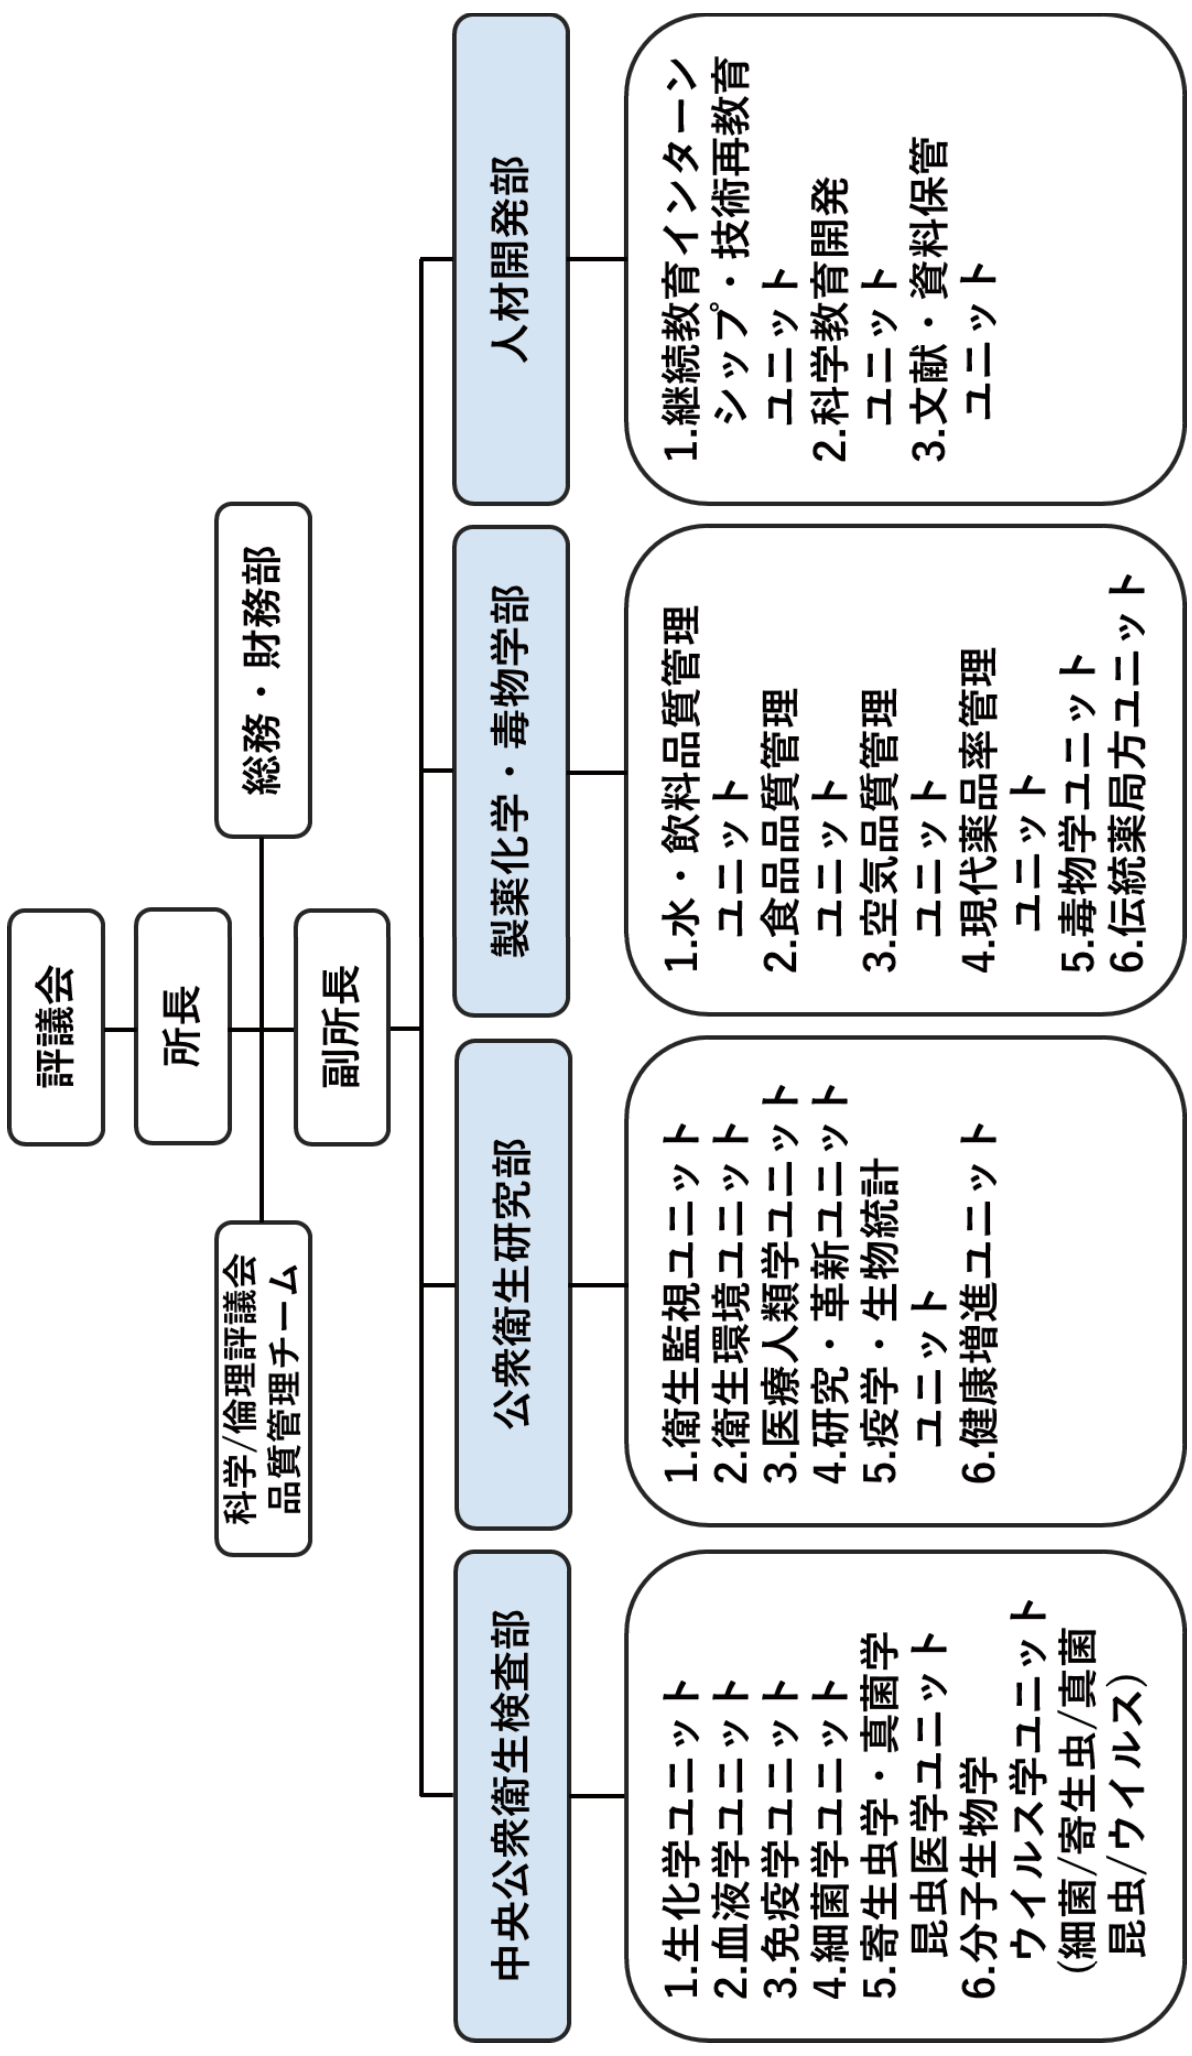 評議会
所長
科学/倫理評議会
品質管理チーム
総務・財務部
副所長
中央公衆衛生検査部
公衆衛生研究部
製薬化学・毒物学部
人材開発部
1.生化学ユニット
2.血液学ユニット
3.免疫学ユニット
4.細菌学ユニット
5.寄生虫学・真菌学
昆虫医学ユニット
6.分子生物学
ウイルス学ユニット
(細菌/寄生虫/真菌
昆虫/ウイルス)
1.衛生監視ユニット
2.衛生環境ユニット
3.医療人類学ユニット
4.研究・革新ユニット
5.疫学・生物統計
ユニット
6.健康増進ユニット
1.水・飲料品質管理
ユニット
2.食品品質管理
ユニット
3.空気品質管理
ユニット
4.現代薬品率管理
ユニット
5.毒物学ユニット
6.伝統薬局方ユニット
1.継続教育インターン
シップ・技術再教育
ユニット
2.科学教育開発
ユニット
3.文献・資料保管
ユニット